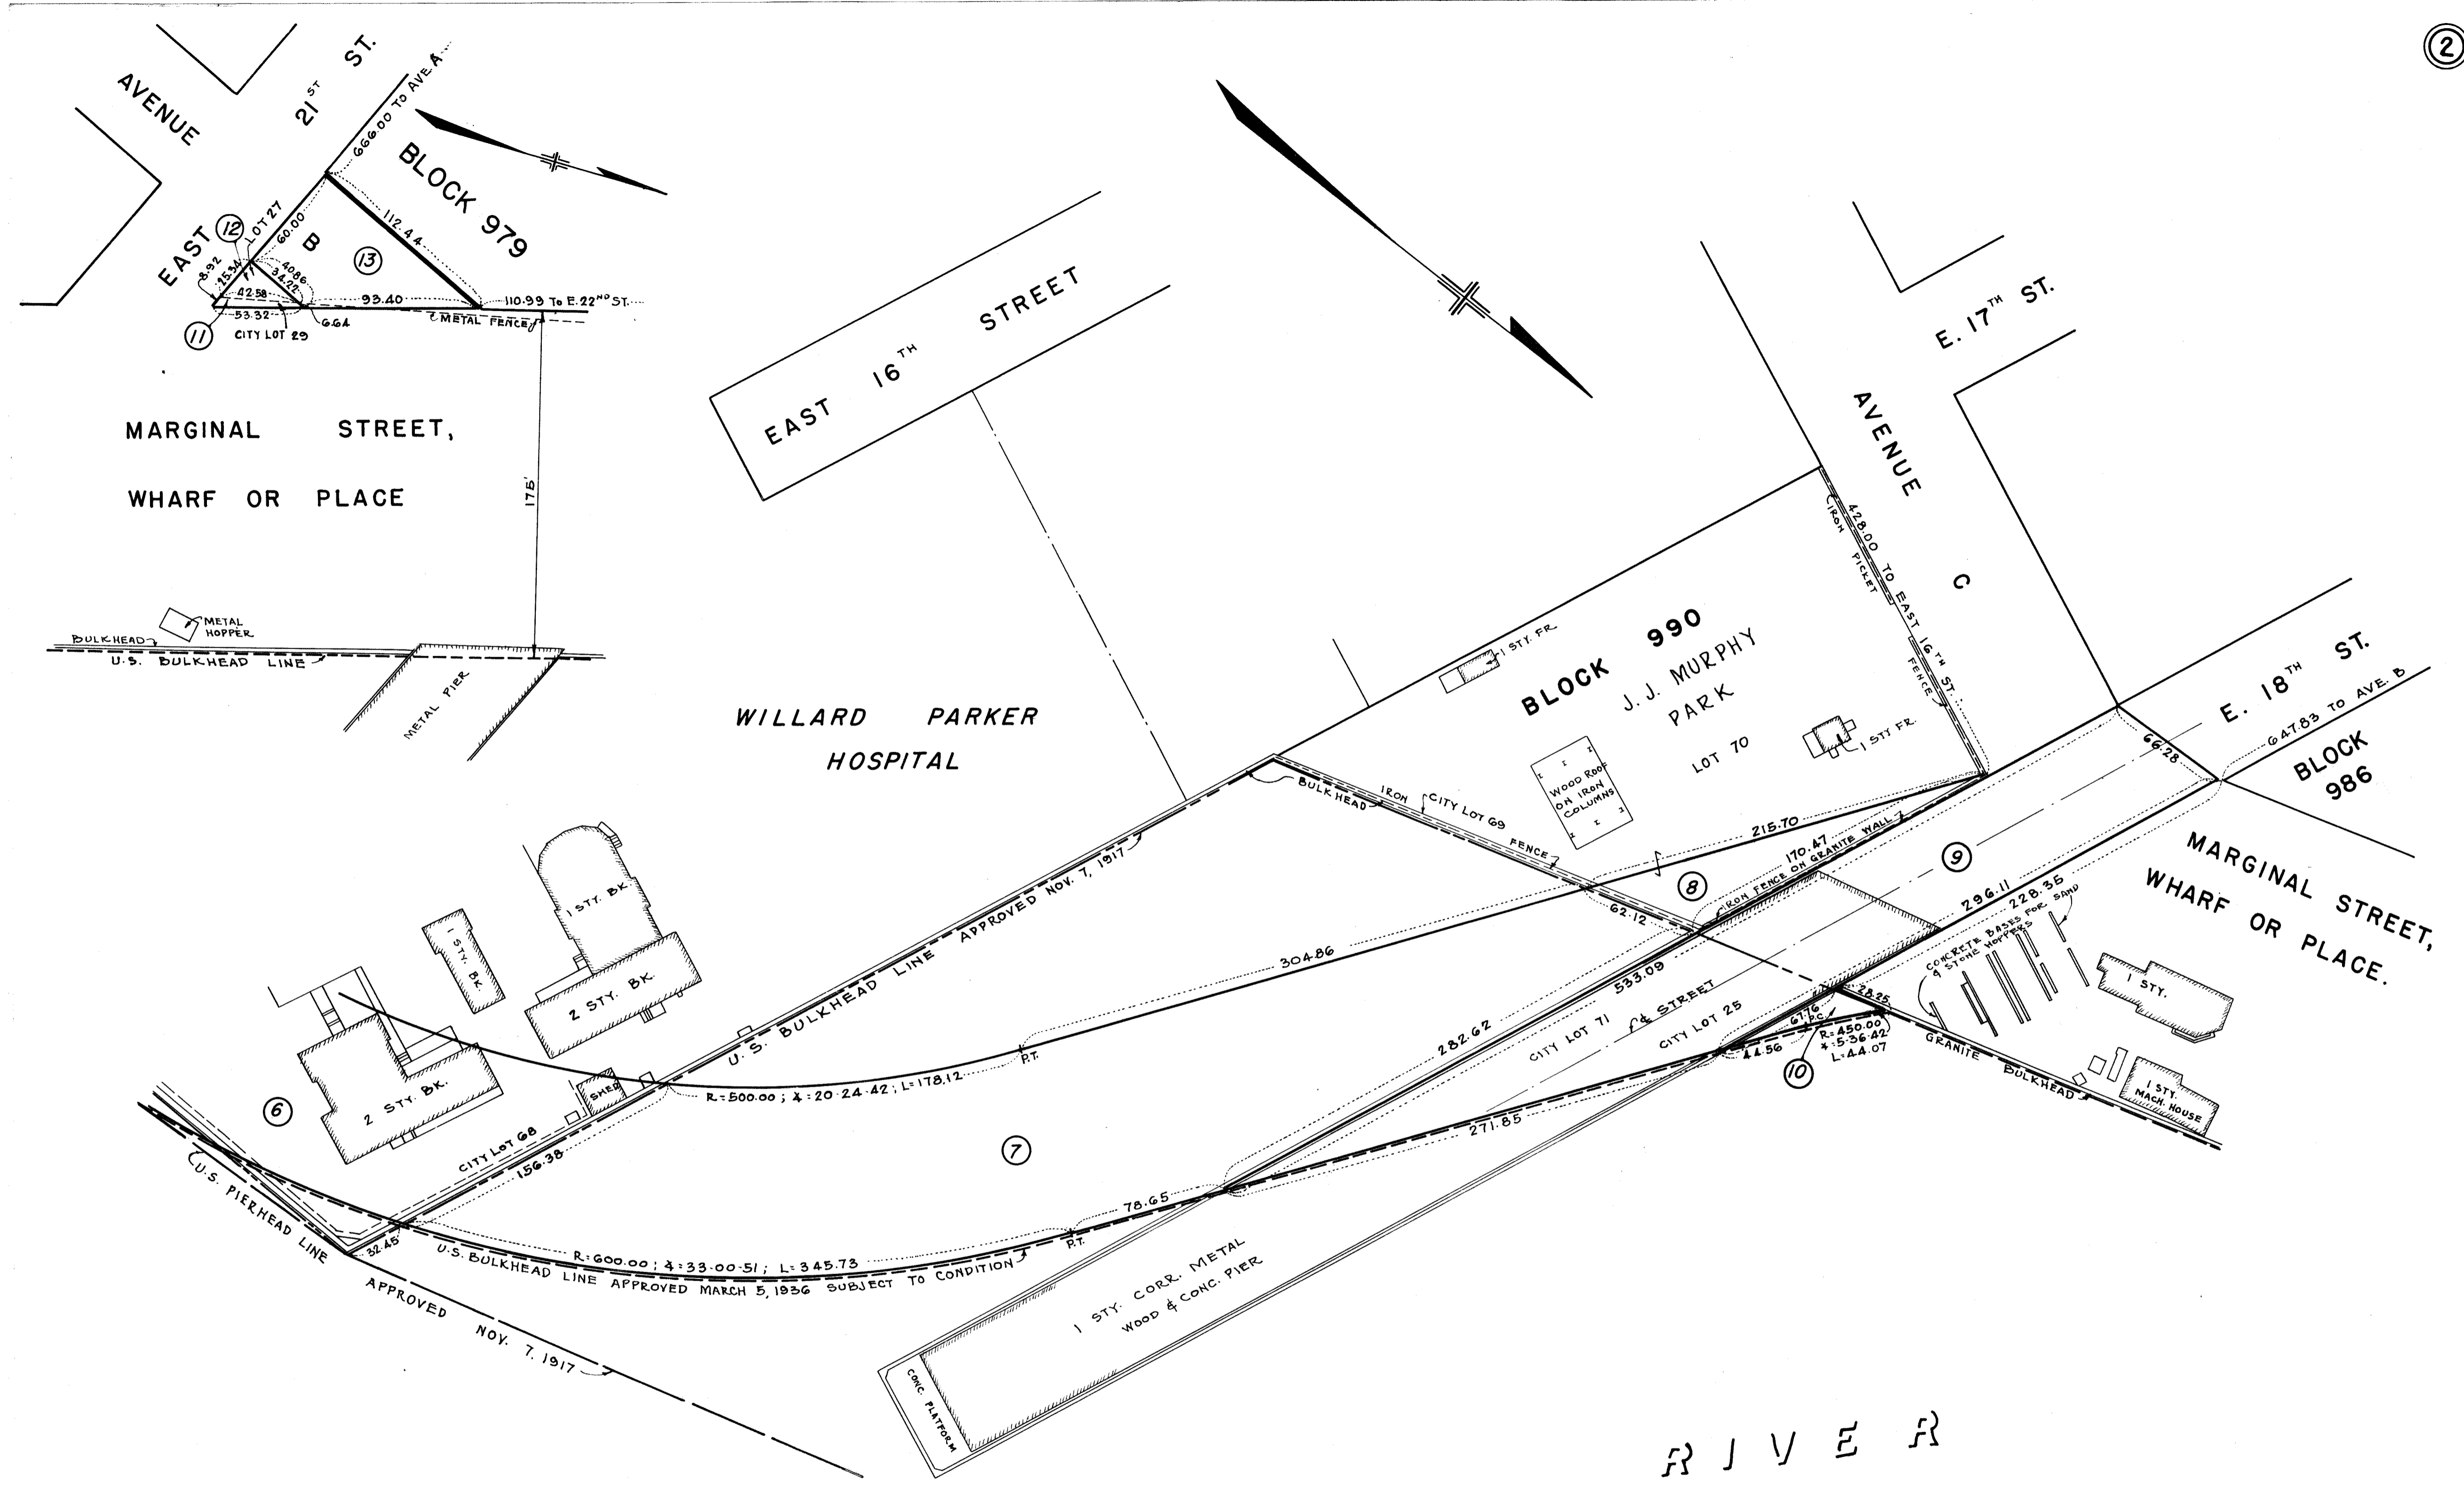 2
AVENUE
21ST ST.
666.00 TO AVE. A
BLOCK 979
EAST
12
LOT 27
60.00
B
112.44
13
8.92
25.34
40.86
34.22
42.58
93.40
110.99 TO E. 22ND ST.
53.32
6.64
METAL FENCE
11
CITY LOT 29
MARGINAL STREET,
WHARF OR PLACE
175'
METAL
HOPPER
BULKHEAD
U.S. BULKHEAD LINE
METAL PIER
EAST 16TH STREET
WILLARD PARKER
HOSPITAL
E. 17TH ST.
AVENUE C
428.00 TO EAST 16TH ST.
IRON PICKET
FENCE
BLOCK 990
J. J. MURPHY
PARK
LOT 70
1 STY. FR.
1 STY FR.
WOOD ROOF
ON IRON
COLUMNS
E. 18TH ST.
647.83 TO AVE. B
66.28
BLOCK
986
MARGINAL STREET,
WHARF OR PLACE.
BULKHEAD
IRON
CITY LOT 69
FENCE
215.70
170.47
IRON FENCE ON GRANITE WALL
8
9
62.12
296.11
228.35
CONCRETE BASES FOR SAND
& STONE HOPPERS
1 STY.
1 STY.
MACH. HOUSE
GRANITE
BULKHEAD
28.25
67.76
P.C.
R=450.00
∡=5-36-42
L=44.07
44.56
10
533.09
282.62
CITY LOT 71
℄ STREET
CITY LOT 25
304.86
271.85
U.S. BULKHEAD LINE APPROVED NOV. 7, 1917
1 STY. BK.
1 STY. BK.
2 STY. BK.
2 STY. BK.
SHED
6
CITY LOT 68
156.38
R=500.00; ∡=20-24-42; L=178.12
P.T.
7
78.65
P.T.
32.45
R=600.00; ∡=33-00-51; L=345.73
U.S. BULKHEAD LINE APPROVED MARCH 5, 1936 SUBJECT TO CONDITION
U.S. PIERHEAD LINE APPROVED NOV. 7, 1917
1 STY. CORR. METAL
WOOD & CONC. PIER
CONC. PLATFORM
RIVER